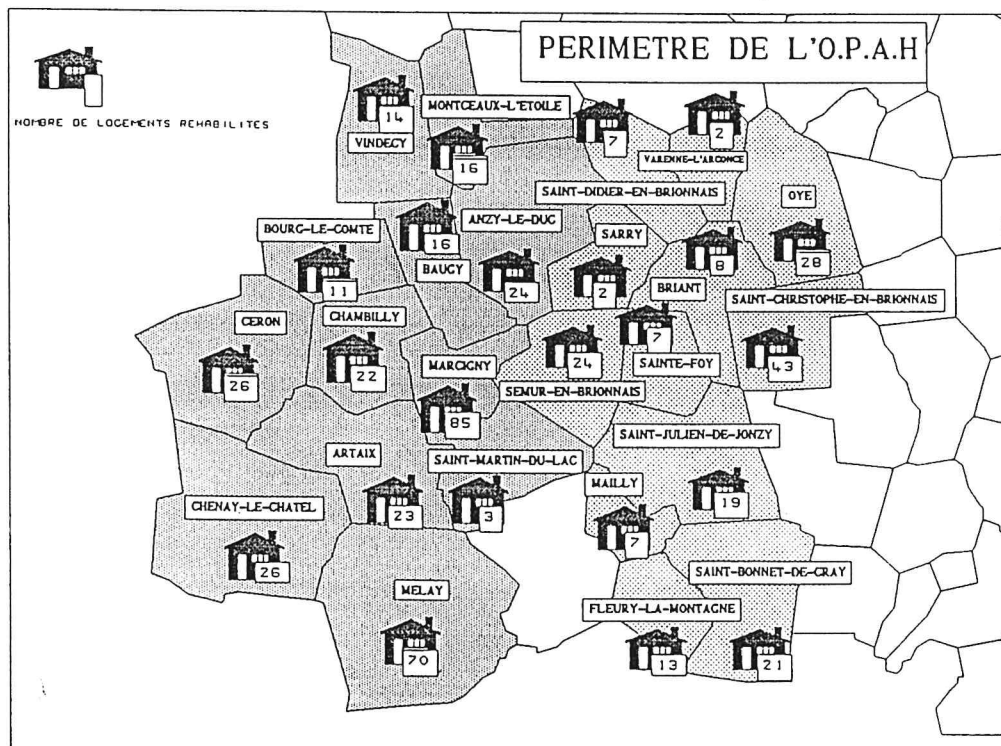 PERIMETRE DE L'O.P.A.H
NOMBRE DE LOGEMENTS REHABILITES
14
VINDECY
MONTCEAUX-L'ETOILE
16
7
2
VARENNE-L'ARCONCE
SAINT-DIDIER-EN-BRIONNAIS
OYE
28
BOURG-LE-COMTE
11
16
BAUGY
ANZY-LE-DUC
24
SARRY
2
8
BRIANT
SAINT-CHRISTOPHE-EN-BRIONNAIS
43
CERON
26
CHAMBILLY
22
MARCIGNY
85
24
SEMUR-EN-BRIONNAIS
7
SAINTE-FOY
SAINT-JULIEN-DE-JONZY
19
ARTAIX
23
SAINT-MARTIN-DU-LAC
3
MAILLY
7
CHENAY-LE-CHATEL
26
MELAY
70
SAINT-BONNET-DE-CRAY
21
FLEURY-LA-MONTAGNE
13